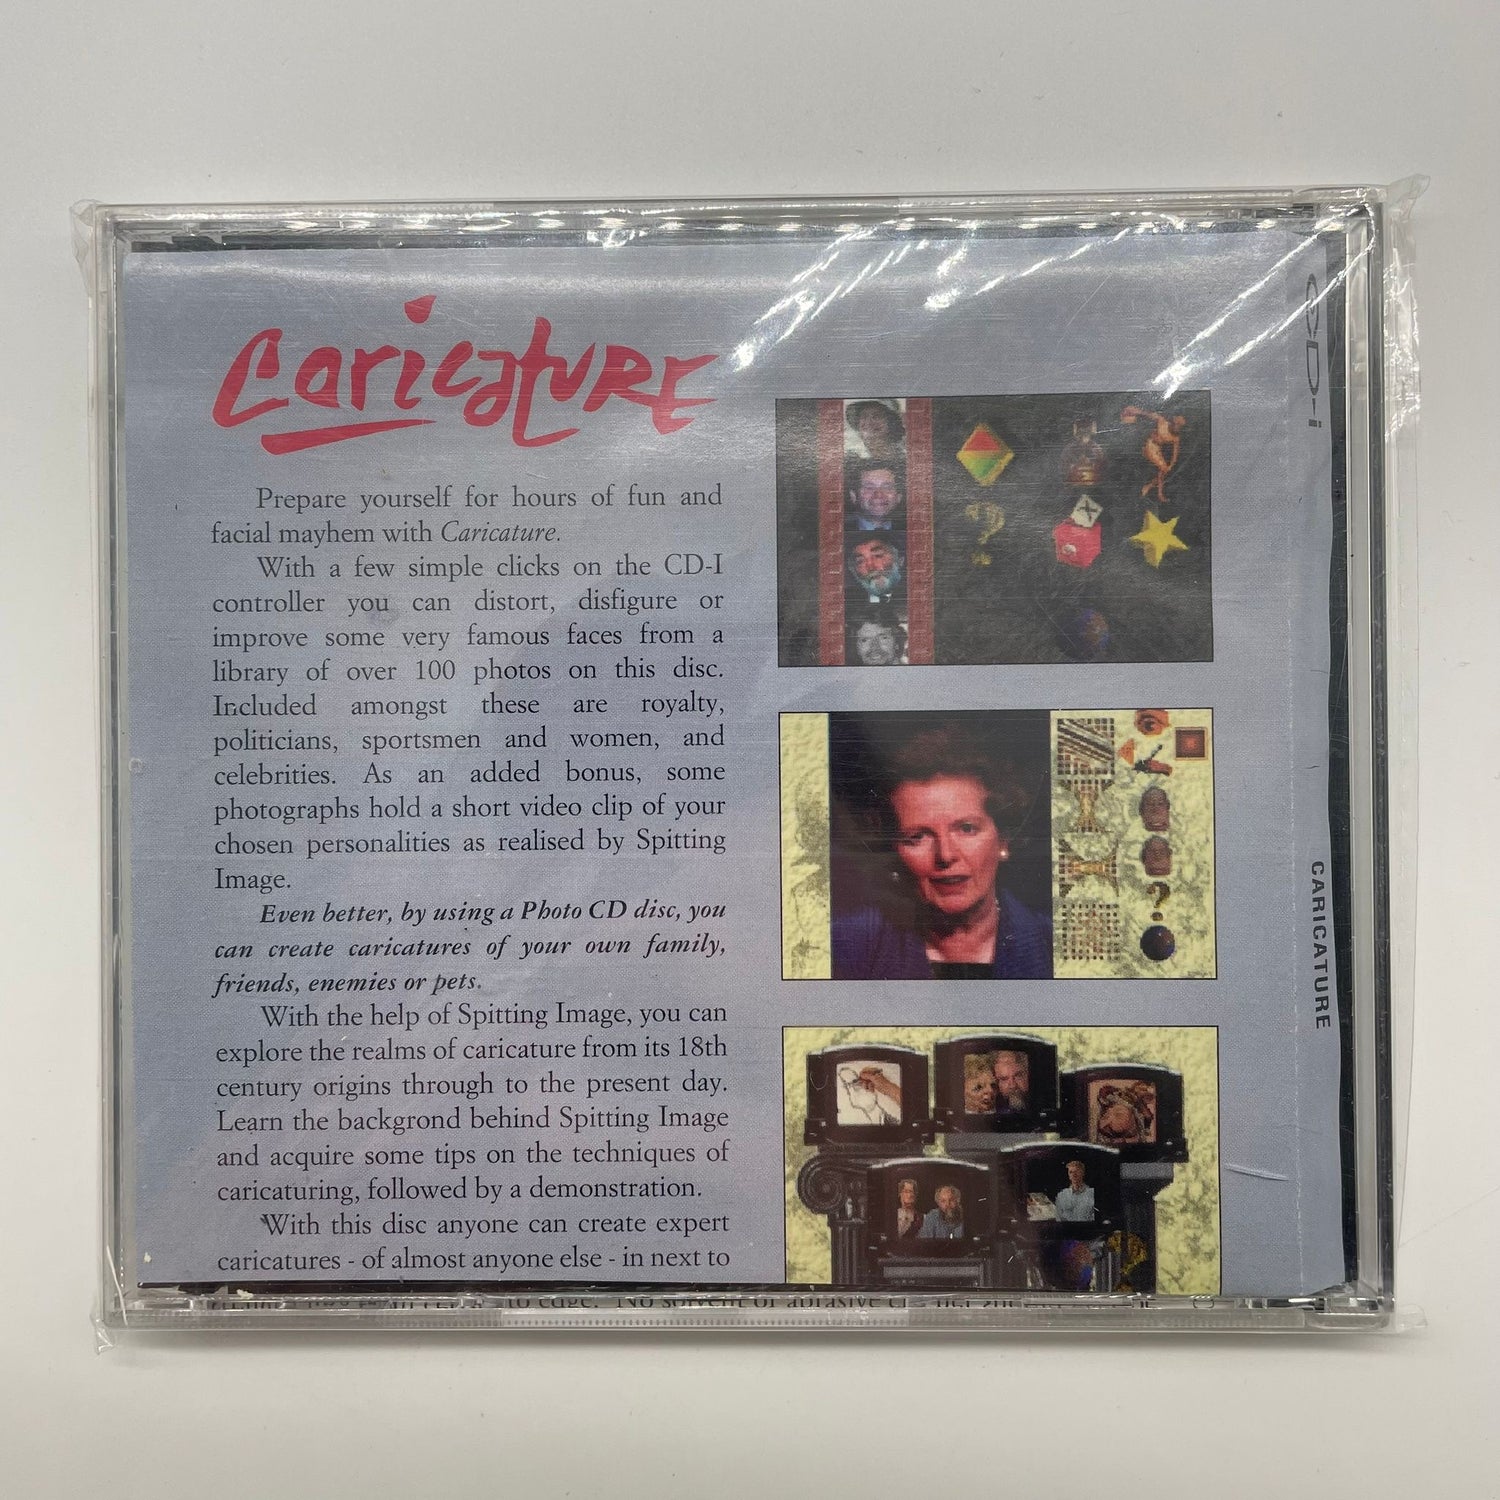 Caricature
Prepare yourself for hours of fun and
facial mayhem with Caricature.
With a few simple clicks on the CD-I
controller you can distort, disfigure or
improve some very famous faces from a
library of over 100 photos on this disc.
Included amongst these are royalty,
politicians, sportsmen and women, and
celebrities. As an added bonus, some
photographs hold a short video clip of your
chosen personalities as realised by Spitting
Image.
Even better, by using a Photo CD disc, you
can create caricatures of your own family,
friends, enemies or pets.
With the help of Spitting Image, you can
explore the realms of caricature from its 18th
century origins through to the present day.
Learn the backgrond behind Spitting Image
and acquire some tips on the techniques of
caricaturing, followed by a demonstration.
With this disc anyone can create expert
caricatures - of almost anyone else - in next to
to edge. No solvent or abrasive
?
X
?
CD-i
CARICATURE